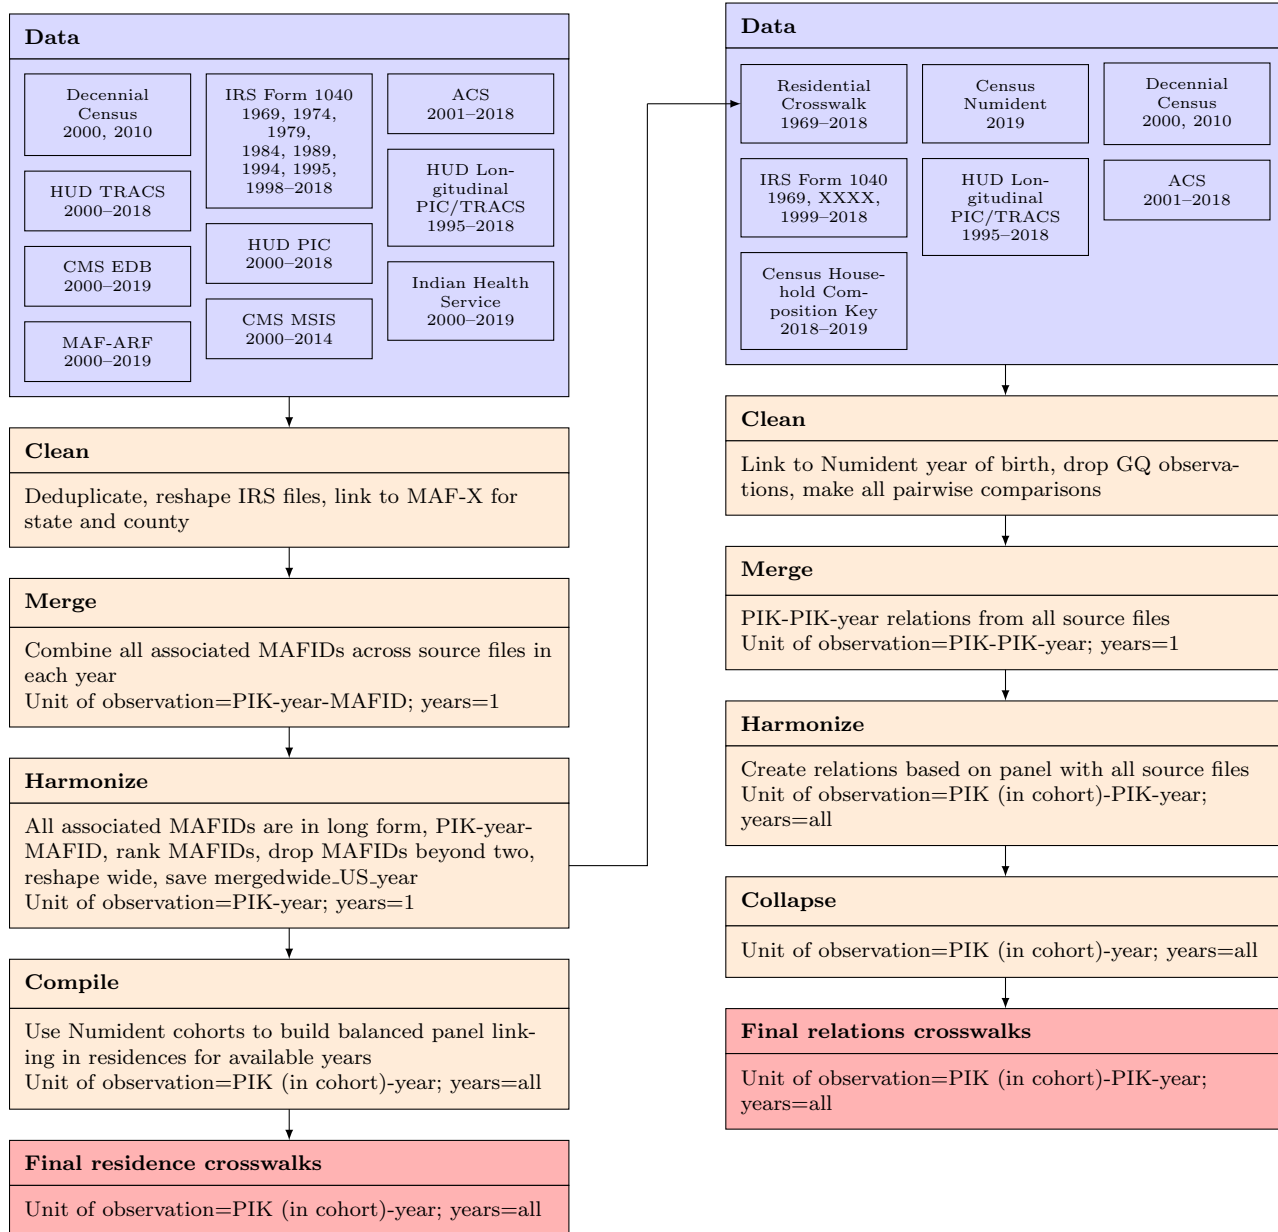 Data
Decennial
Census
2000, 2010
HUD TRACS
2000–2018
CMS EDB
2000–2019
MAF-ARF
2000–2019
IRS Form 1040
1969, 1974,
1979,
1984, 1989,
1994, 1995,
1998–2018
HUD PIC
2000–2018
CMS MSIS
2000–2014
ACS
2001–2018
HUD Lon-
gitudinal
PIC/TRACS
1995–2018
Indian Health
Service
2000–2019
Clean
Deduplicate, reshape IRS files, link to MAF-X for
state and county
Merge
Combine all associated MAFIDs across source files in
each year
Unit of observation=PIK-year-MAFID; years=1
Harmonize
All associated MAFIDs are in long form, PIK-year-
MAFID, rank MAFIDs, drop MAFIDs beyond two,
reshape wide, save mergedwide_US_year
Unit of observation=PIK-year; years=1
Compile
Use Numident cohorts to build balanced panel link-
ing in residences for available years
Unit of observation=PIK (in cohort)-year; years=all
Final residence crosswalks
Unit of observation=PIK (in cohort)-year; years=all
Data
Residential
Crosswalk
1969–2018
IRS Form 1040
1969, XXXX,
1999–2018
Census House-
hold Com-
position Key
2018–2019
Census
Numident
2019
HUD Lon-
gitudinal
PIC/TRACS
1995–2018
Decennial
Census
2000, 2010
ACS
2001–2018
Clean
Link to Numident year of birth, drop GQ observa-
tions, make all pairwise comparisons
Merge
PIK-PIK-year relations from all source files
Unit of observation=PIK-PIK-year; years=1
Harmonize
Create relations based on panel with all source files
Unit of observation=PIK (in cohort)-PIK-year;
years=all
Collapse
Unit of observation=PIK (in cohort)-year; years=all
Final relations crosswalks
Unit of observation=PIK (in cohort)-PIK-year;
years=all